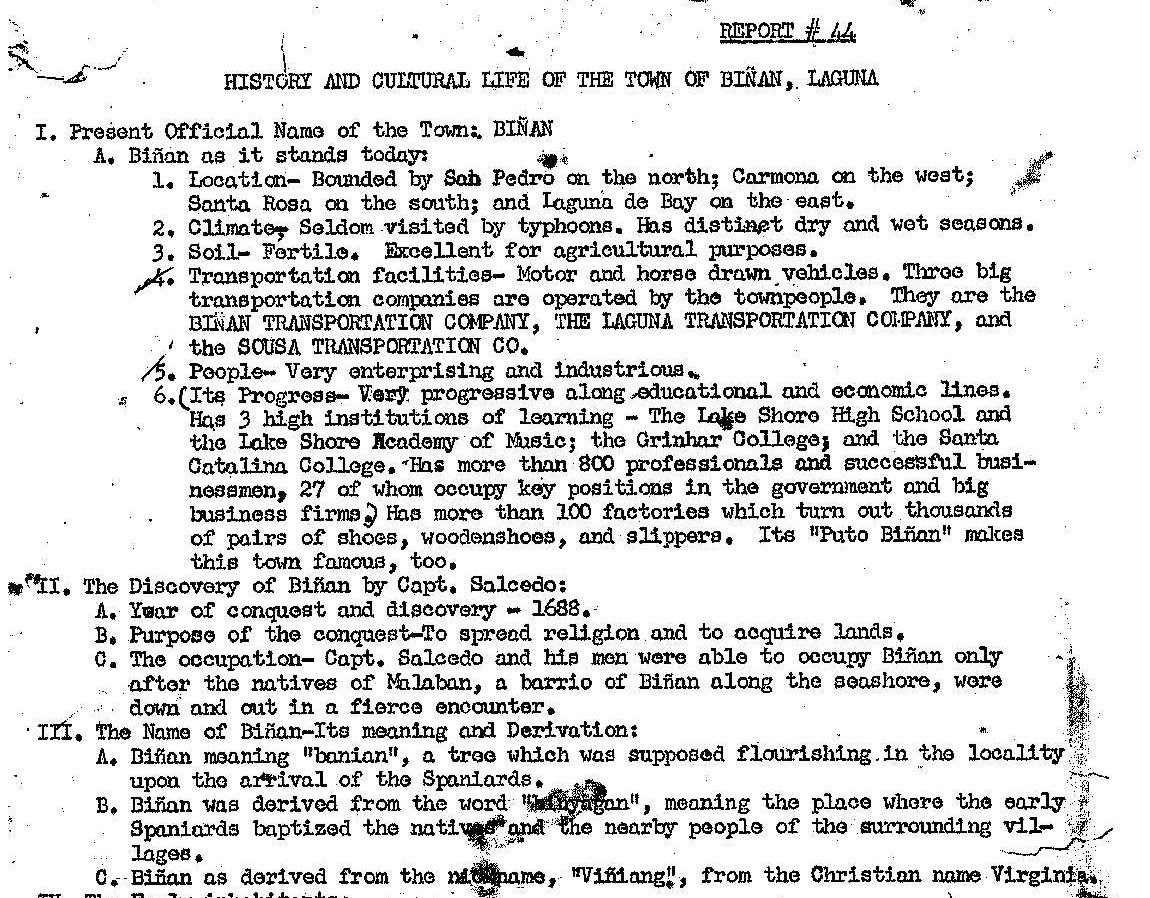 REPORT # 44
HISTORY AND CULTURAL LIFE OF THE TOWN OF BIÑAN, LAGUNA
I. Present Official Name of the Town: BIÑAN
A. Biñan as it stands today:
1. Location- Bounded by San Pedro on the north; Carmona on the west;
Santa Rosa on the south; and Laguna de Bay on the east.
2. Climate- Seldom visited by typhoons. Has distinct dry and wet seasons.
3. Soil- Fertile. Excellent for agricultural purposes.
4. Transportation facilities- Motor and horse drawn vehicles. Three big
transportation companies are operated by the townpeople. They are the
BIÑAN TRANSPORTATION COMPANY, THE LAGUNA TRANSPORTATION COMPANY, and
the SOUSA TRANSPORTATION CO.
5. People- Very enterprising and industrious.
6. (Its Progress- Very progressive along educational and economic lines.
Has 3 high institutions of learning - The Lake Shore High School and
the Lake Shore Academy of Music; the Grinhar College; and the Santa
Catalina College. Has more than 800 professionals and successful busi-
nessmen, 27 of whom occupy key positions in the government and big
business firms.) Has more than 100 factories which turn out thousands
of pairs of shoes, woodenshoes, and slippers. Its "Puto Biñan" makes
this town famous, too.
II. The Discovery of Biñan by Capt. Salcedo:
A. Year of conquest and discovery - 1688.
B. Purpose of the conquest-To spread religion and to acquire lands.
C. The occupation- Capt. Salcedo and his men were able to occupy Biñan only
after the natives of Malaban, a barrio of Biñan along the seashore, were
down and out in a fierce encounter.
III. The Name of Biñan-Its meaning and Derivation:
A. Biñan meaning "banian", a tree which was supposed flourishing in the locality
upon the arrival of the Spaniards.
B. Biñan was derived from the word meaning the place where the early
Spaniards baptized the natives and the nearby people of the surrounding vil-
lages.
C. Biñan as derived from the nickname, "Viñiang", from the Christian name Virginia.